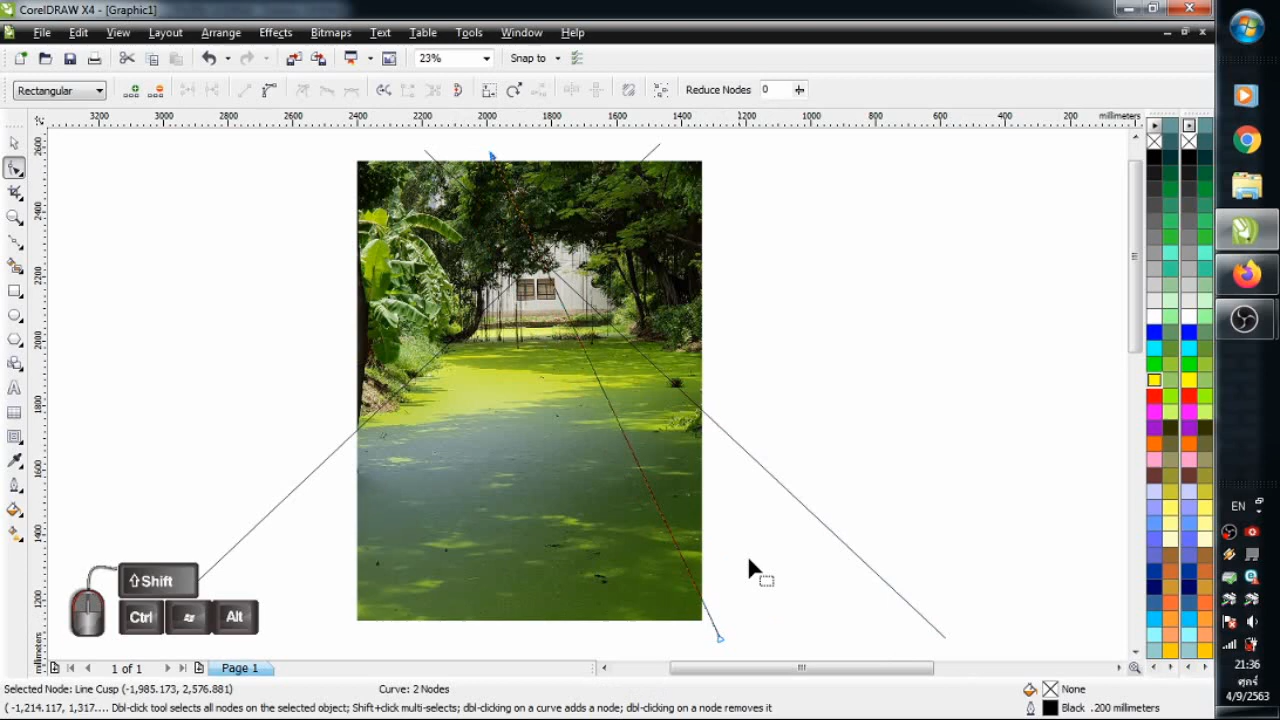 CorelDRAW X4 - [Graphic1]
File Edit View Layout Arrange Effects Bitmaps Text Table Tools Window Help
23% Snap to
Rectangular Reduce Nodes 0
3200 3000 2800 2600 2400 2200 2000 1800 1600 1400 1200 1000 800 600 400 200 millimeters
2600
2400
2200
2000
1800
1600
1400
1200
millimeters
EN
Shift
Ctrl Alt
1 of 1 Page 1
21:36
ศุกร์
4/9/2563
Selected Node: Line Cusp (-1,985.173, 2,576.881) Curve: 2 Nodes None
( -1,214.117, 1,317.... Dbl-click tool selects all nodes on the selected object; Shift+click multi-selects; dbl-clicking on a curve adds a node; dbl-clicking on a node removes it Black .200 millimeters